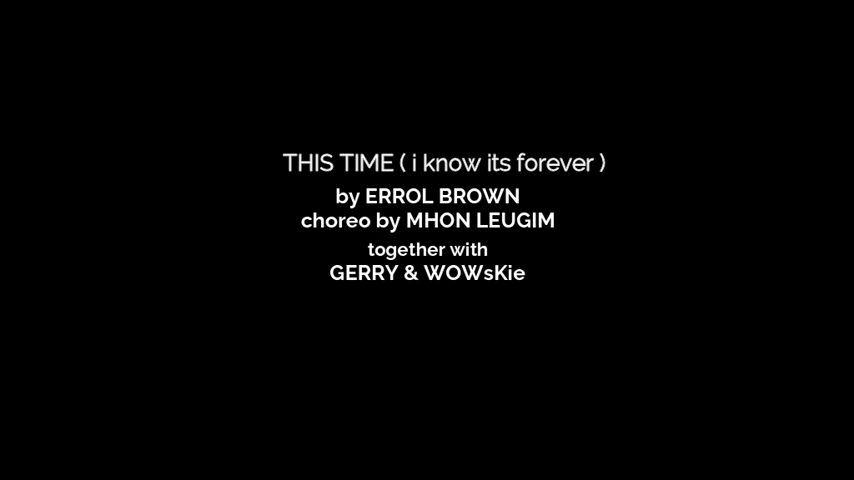 THIS TIME ( i know its forever )
by ERROL BROWN
choreo by MHON LEUGIM
together with
GERRY & WOWsKie